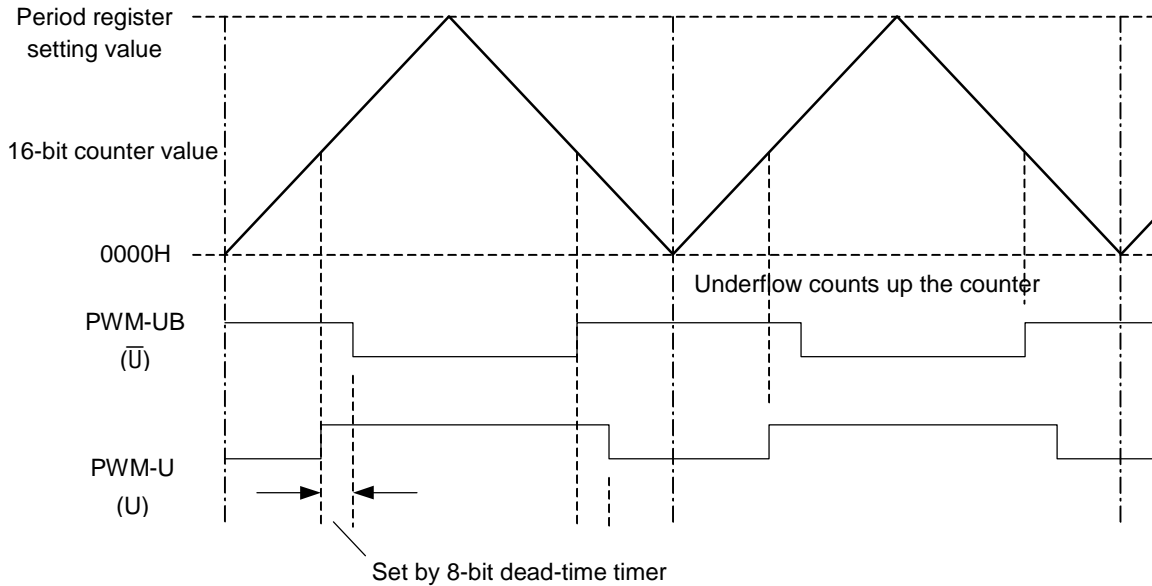 Period register
setting value
16-bit counter value
0000H
Underflow counts up the counter
PWM-UB
(U̅)
PWM-U
(U)
Set by 8-bit dead-time timer